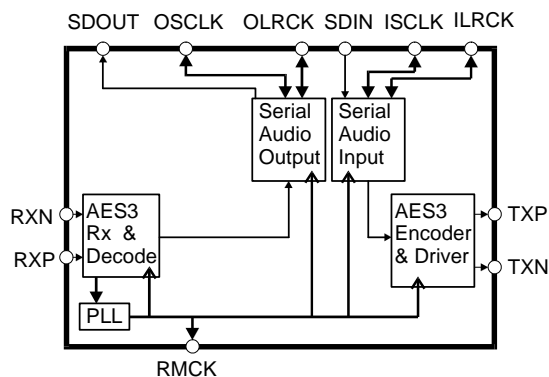 SDOUT OSCLK OLRCK SDIN ISCLK ILRCK
Serial
Audio
Output
Serial
Audio
Input
RXN
RXP
AES3
Rx &
Decode
AES3
Encoder
& Driver
TXP
TXN
PLL
RMCK